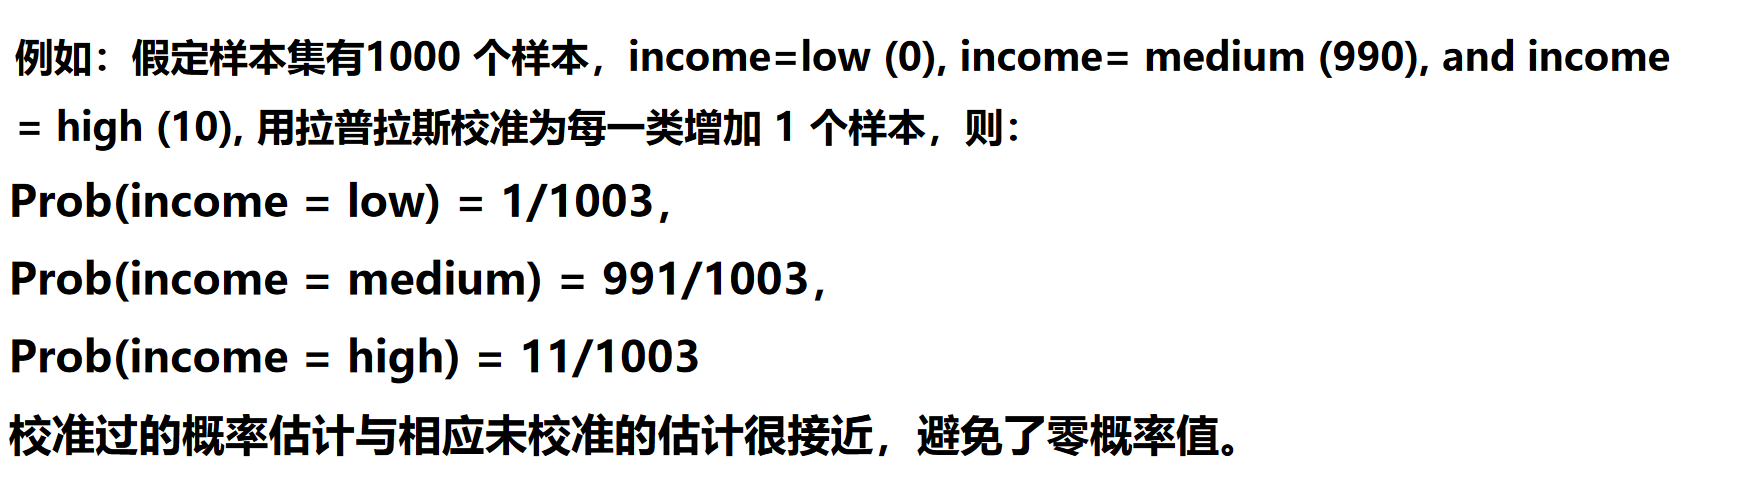 例如：假定样本集有1000 个样本，income=low (0), income= medium (990), and income
= high (10), 用拉普拉斯校准为每一类增加 1 个样本，则：
Prob(income = low) = 1/1003，
Prob(income = medium) = 991/1003，
Prob(income = high) = 11/1003
校准过的概率估计与相应未校准的估计很接近，避免了零概率值。